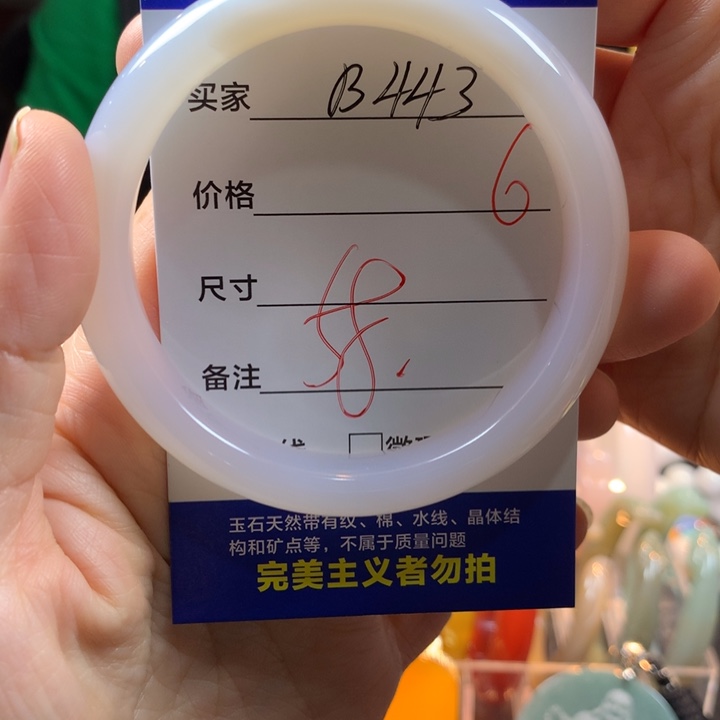 买家 B443
价格 6
尺寸 58.
备注
玉石天然带有纹、棉、水线、晶体结
构和矿点等，不属于质量问题
完美主义者勿拍